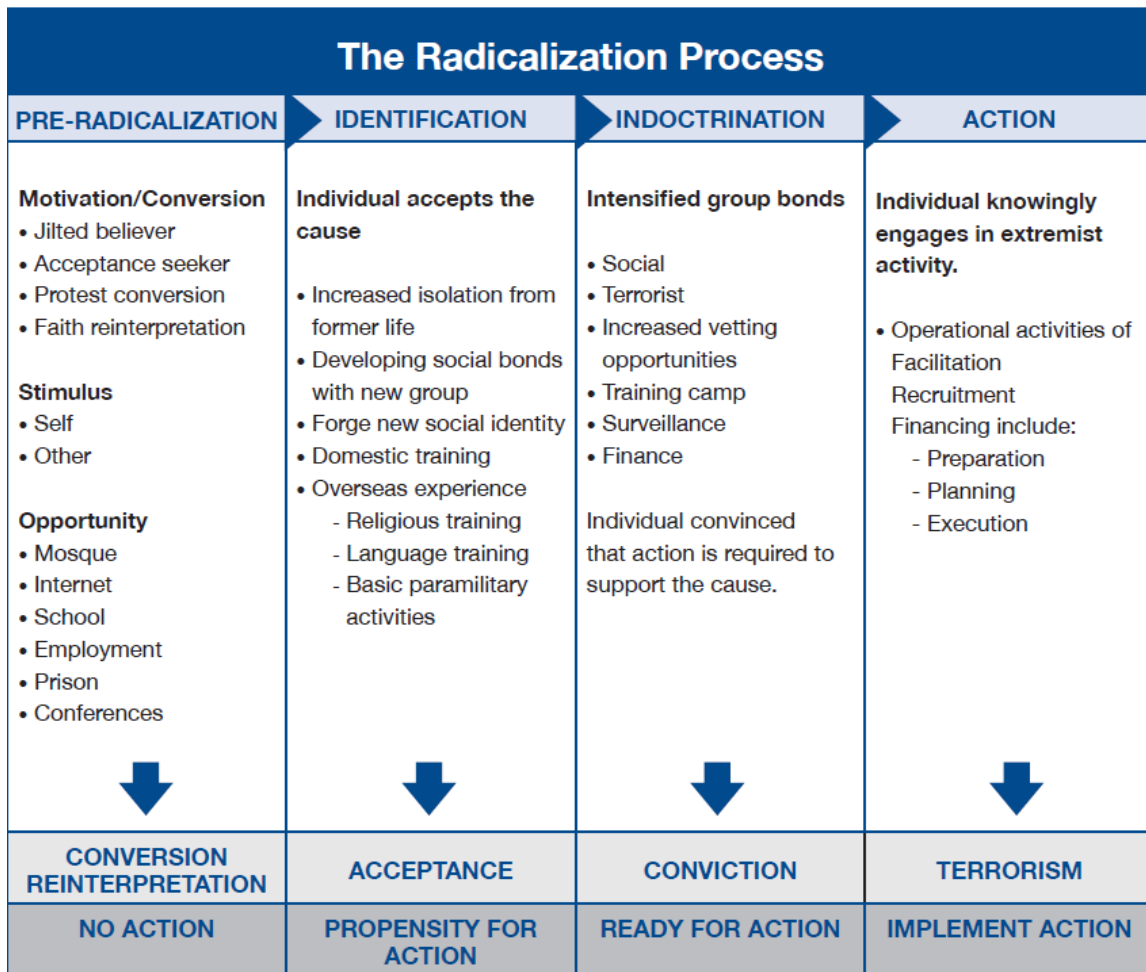 The Radicalization Process
PRE-RADICALIZATION
IDENTIFICATION
INDOCTRINATION
ACTION
Motivation/Conversion
• Jilted believer
• Acceptance seeker
• Protest conversion
• Faith reinterpretation
Stimulus
• Self
• Other
Opportunity
• Mosque
• Internet
• School
• Employment
• Prison
• Conferences
Individual accepts the
cause
• Increased isolation from
former life
• Developing social bonds
with new group
• Forge new social identity
• Domestic training
• Overseas experience
- Religious training
- Language training
- Basic paramilitary
activities
Intensified group bonds
• Social
• Terrorist
• Increased vetting
opportunities
• Training camp
• Surveillance
• Finance
Individual convinced
that action is required to
support the cause.
Individual knowingly
engages in extremist
activity.
• Operational activities of
Facilitation
Recruitment
Financing include:
- Preparation
- Planning
- Execution
CONVERSION
REINTERPRETATION
ACCEPTANCE
CONVICTION
TERRORISM
NO ACTION
PROPENSITY FOR
ACTION
READY FOR ACTION
IMPLEMENT ACTION